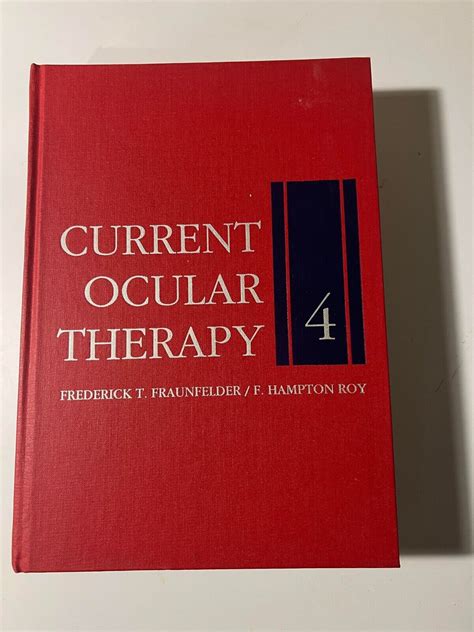 CURRENT
OCULAR
THERAPY
4
FREDERICK T. FRAUNFELDER / F. HAMPTON ROY